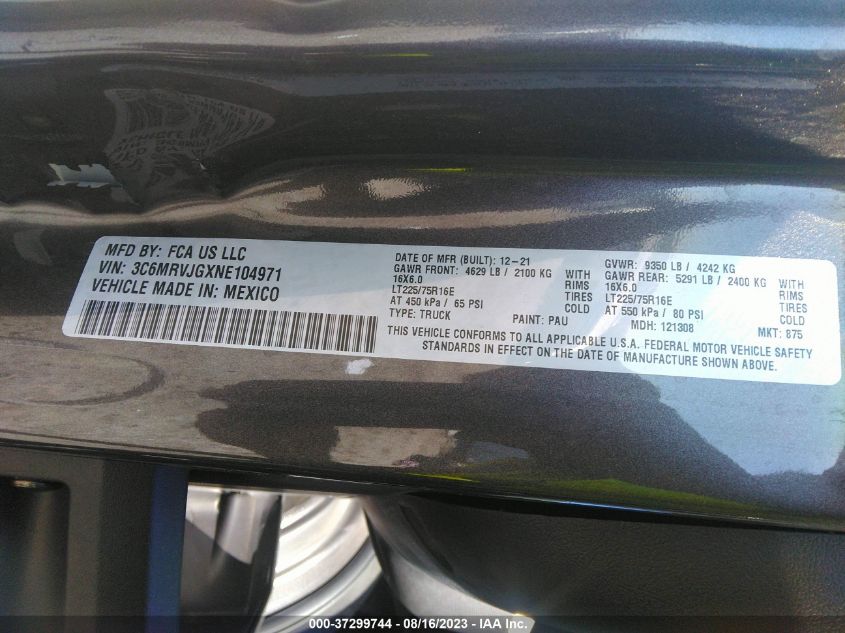 MFD BY: FCA US LLC
VIN: 3C6MRVJGXNE104971
VEHICLE MADE IN: MEXICO
DATE OF MFR (BUILT): 12-21
GAWR FRONT: 4629 LB / 2100 KG WITH
16X6.0 RIMS
LT225/75R16E TIRES
AT 450 kPa / 65 PSI COLD
TYPE: TRUCK PAINT: PAU
GVWR: 9350 LB / 4242 KG
GAWR REAR: 5291 LB / 2400 KG WITH
16X6.0 RIMS
LT225/75R16E TIRES
AT 550 kPa / 80 PSI COLD
MDH: 121308 MKT: 875
THIS VEHICLE CONFORMS TO ALL APPLICABLE U.S.A. FEDERAL MOTOR VEHICLE SAFETY
STANDARDS IN EFFECT ON THE DATE OF MANUFACTURE SHOWN ABOVE.
000-37299744 - 08/16/2023 - IAA Inc.